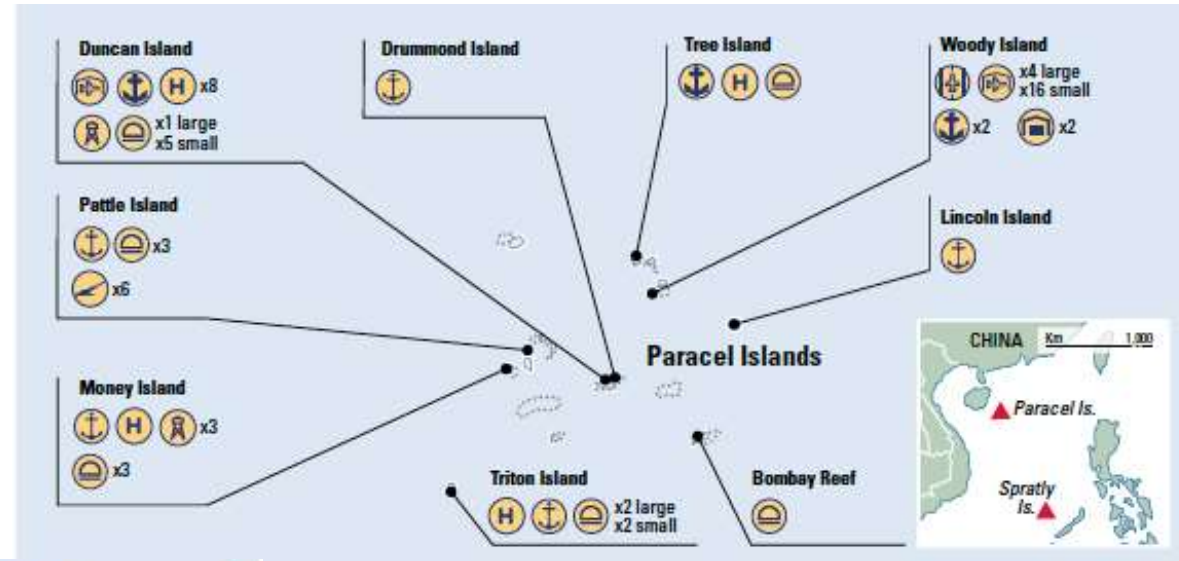 Duncan Island
H x8
x1 large
x5 small
Drummond Island
Tree Island
H
Woody Island
x4 large
x16 small
x2
x2
Pattle Island
x3
x6
Lincoln Island
Paracel Islands
Money Island
H x3
x3
Triton Island
H
x2 large
x2 small
Bombay Reef
CHINA
Km 1,000
Paracel Is.
Spratly
Is.